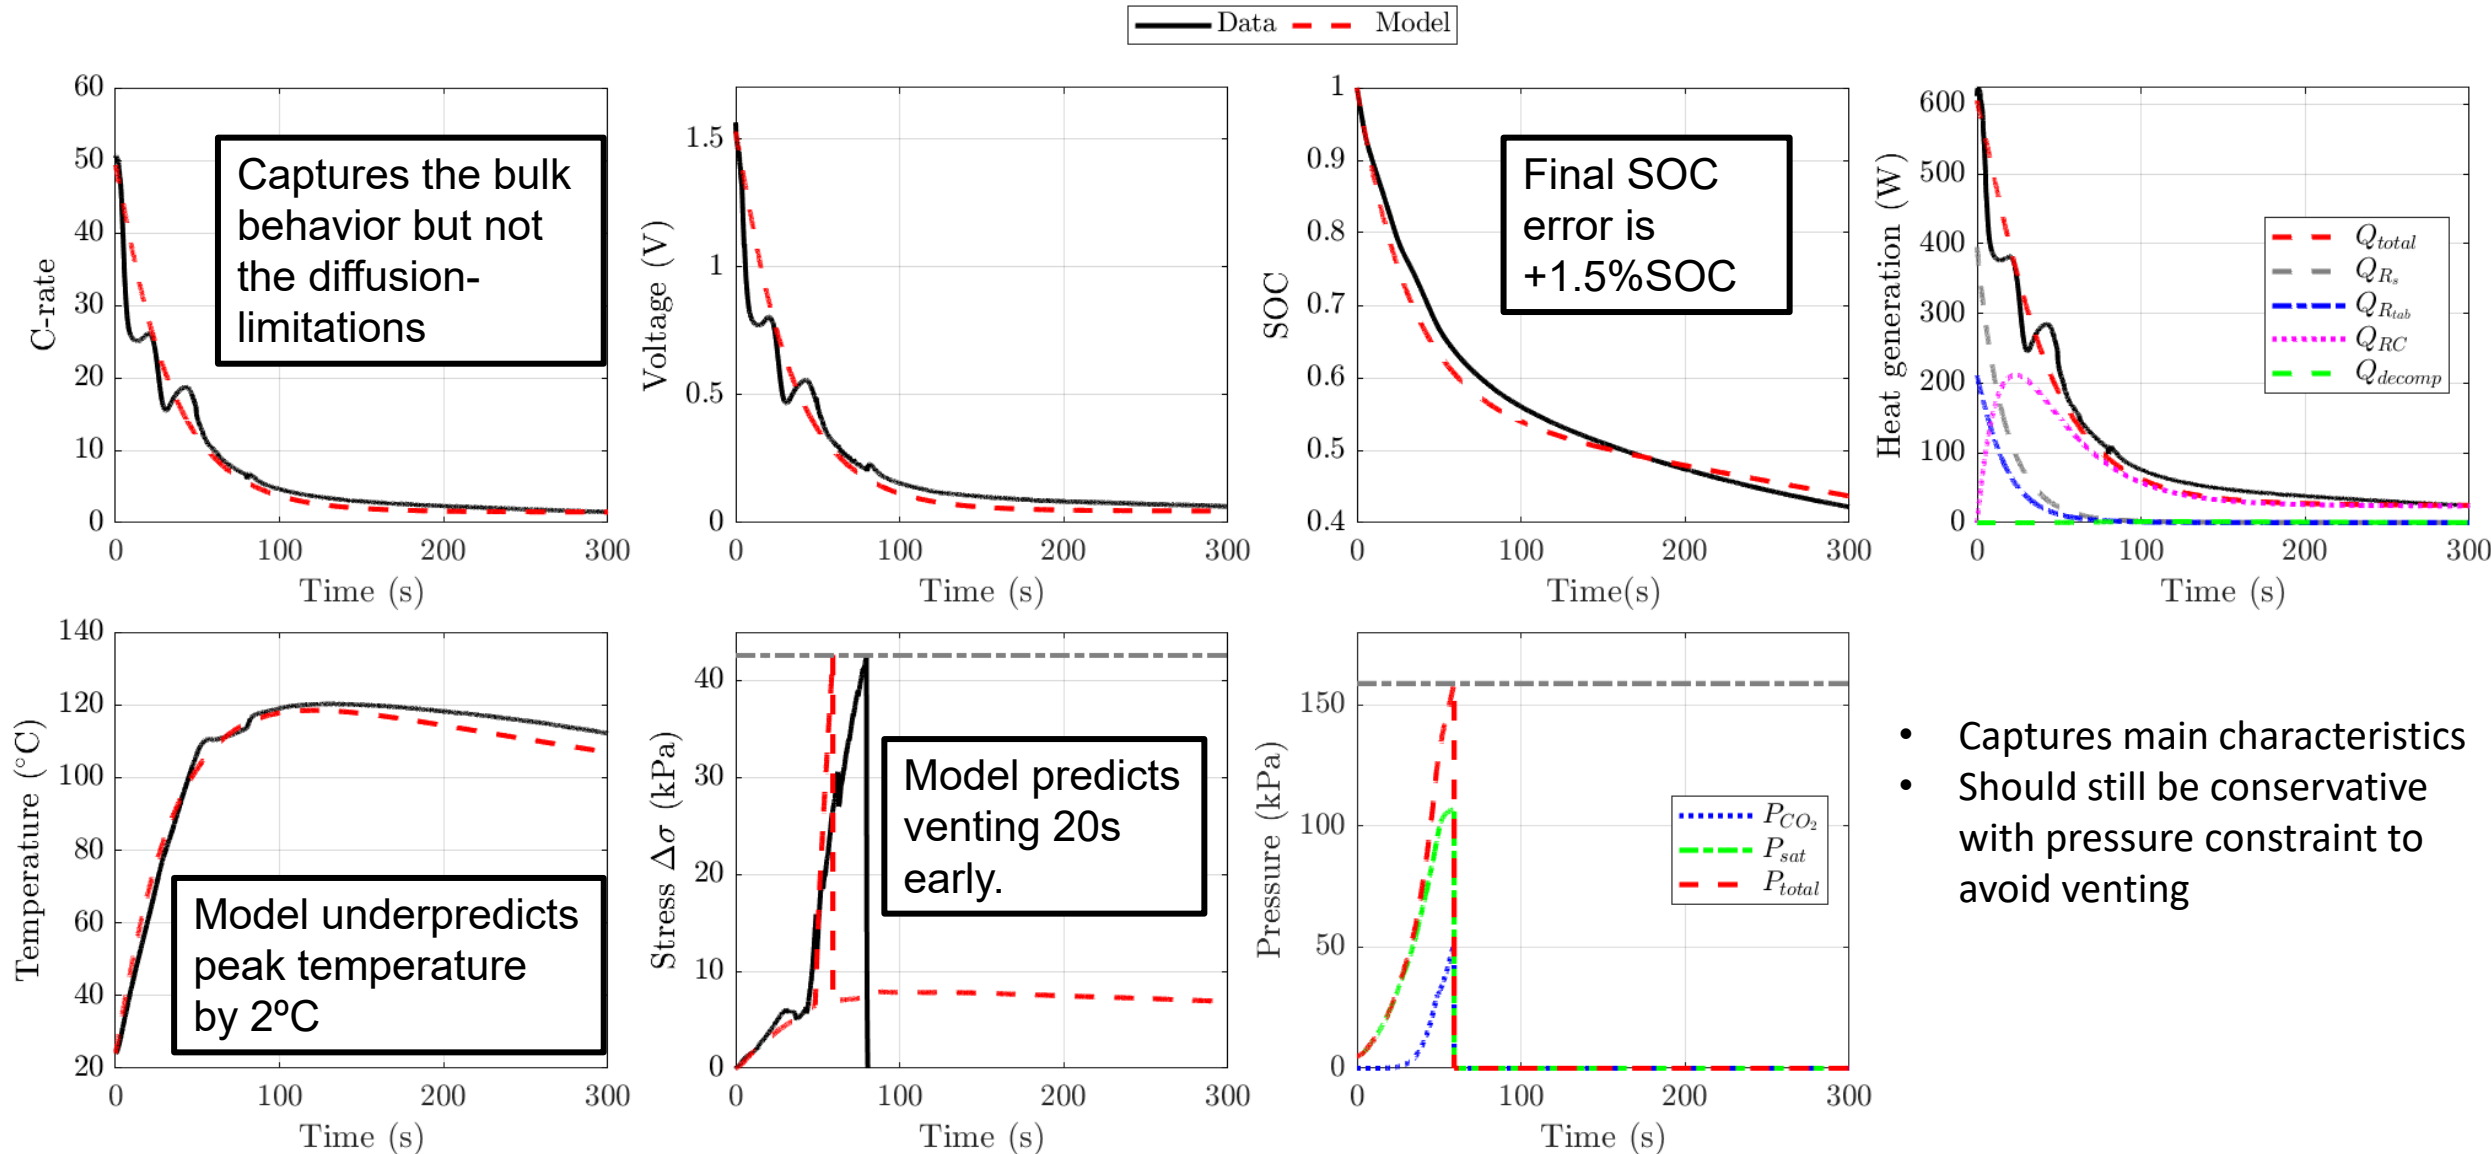 Data Model
60
50
40
30
20
10
0
C-rate
0 100 200 300
Time (s)
Captures the bulk
behavior but not
the diffusion-
limitations
1.5
1
0.5
0
Voltage (V)
0 100 200 300
Time (s)
1
0.9
0.8
0.7
0.6
0.5
0.4
SOC
0 100 200 300
Time(s)
Final SOC
error is
+1.5%SOC
600
500
400
300
200
100
0
Heat generation (W)
0 100 200 300
Time (s)
Q_total
Q_R_s
Q_R_tab
Q_RC
Q_decomp
140
120
100
80
60
40
20
Temperature (°C)
0 100 200 300
Time (s)
Model underpredicts
peak temperature
by 2ºC
40
30
20
10
0
Stress Δσ (kPa)
0 100 200 300
Time (s)
Model predicts
venting 20s
early.
150
100
50
0
Pressure (kPa)
0 100 200 300
Time (s)
P_CO₂
P_sat
P_total
• Captures main characteristics
• Should still be conservative
with pressure constraint to
avoid venting